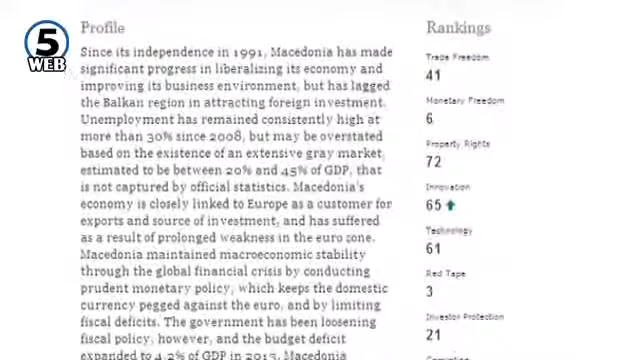 5
WEB
Profile
Since its independence in 1991, Macedonia has made
significant progress in liberalizing its economy and
improving its business environment, but has lagged
the Balkan region in attracting foreign investment.
Unemployment has remained consistently high at
more than 30% since 2008, but may be overstated
based on the existence of an extensive gray market,
estimated to be between 20% and 45% of GDP, that
is not captured by official statistics. Macedonia's
economy is closely linked to Europe as a customer for
exports and source of investment, and has suffered
as a result of prolonged weakness in the euro zone.
Macedonia maintained macroeconomic stability
through the global financial crisis by conducting
prudent monetary policy, which keeps the domestic
currency pegged against the euro, and by limiting
fiscal deficits. The government has been loosening
fiscal policy, however, and the budget deficit
expanded to 4.2% of GDP in 2013. Macedonia
Rankings
Trade Freedom
41
Monetary Freedom
6
Property Rights
72
Innovation
65
Technology
61
Red Tape
3
Investor Protection
21
Corruption